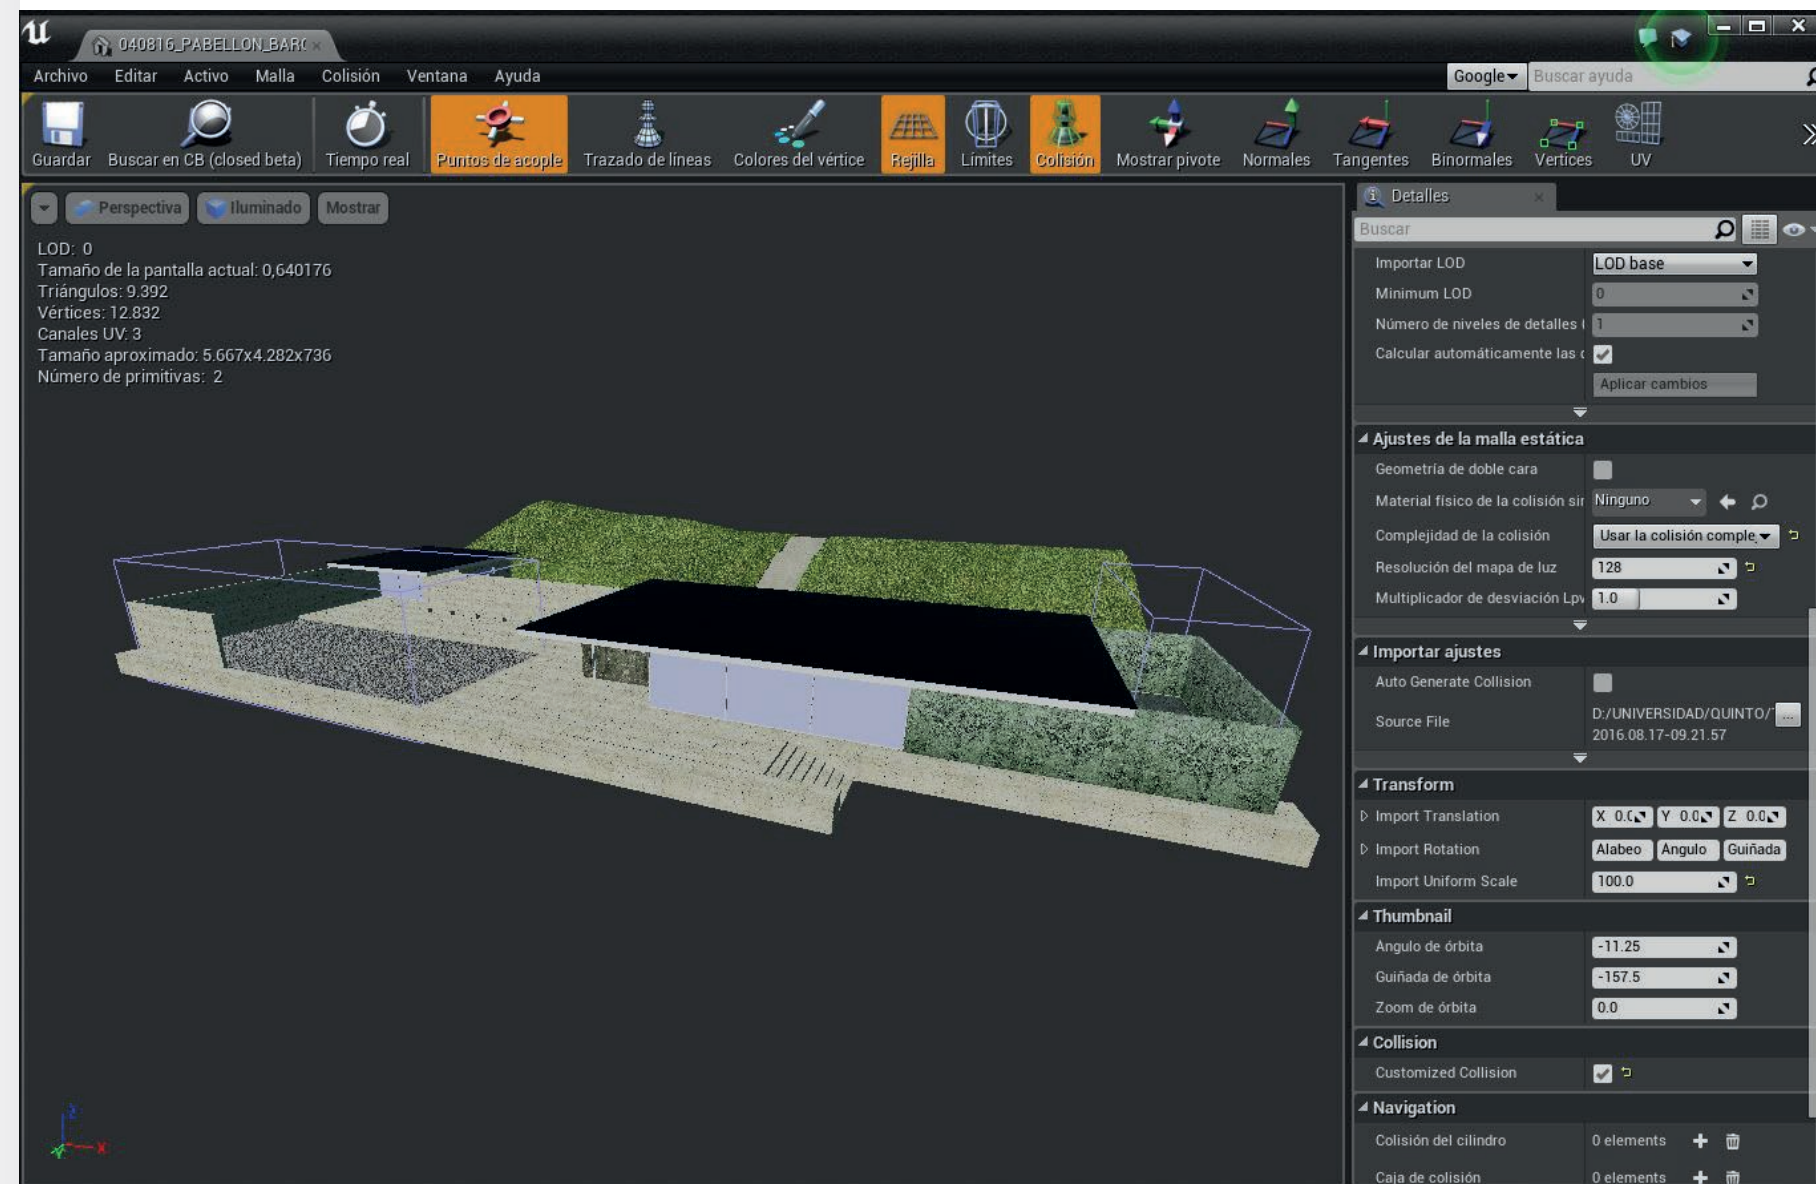 040816_PABELLON_BARC
Archivo Editar Activo Malla Colisión Ventana Ayuda
Google Buscar ayuda
Guardar Buscar en CB (closed beta) Tiempo real Puntos de acople Trazado de líneas Colores del vértice Rejilla Límites Colisión Mostrar pivote Normales Tangentes Binormales Vertices UV
Perspectiva Iluminado Mostrar
LOD: 0
Tamaño de la pantalla actual: 0,640176
Triángulos: 9.392
Vértices: 12.832
Canales UV: 3
Tamaño aproximado: 5.667x4.282x736
Número de primitivas: 2
Z
X
Detalles
Buscar
Importar LOD LOD base
Minimum LOD 0
Número de niveles de detalles 1
Calcular automáticamente las
Aplicar cambios
Ajustes de la malla estática
Geometría de doble cara
Material físico de la colisión sin Ninguno
Complejidad de la colisión Usar la colisión comple
Resolución del mapa de luz 128
Multiplicador de desviación Lpv 1.0
Importar ajustes
Auto Generate Collision
Source File D:/UNIVERSIDAD/QUINTO/ ...
2016.08.17-09.21.57
Transform
Import Translation X 0.0 Y 0.0 Z 0.0
Import Rotation Alabeo Angulo Guiñada
Import Uniform Scale 100.0
Thumbnail
Angulo de órbita -11.25
Guiñada de órbita -157.5
Zoom de órbita 0.0
Collision
Customized Collision
Navigation
Colisión del cilindro 0 elements
Caja de colisión 0 elements